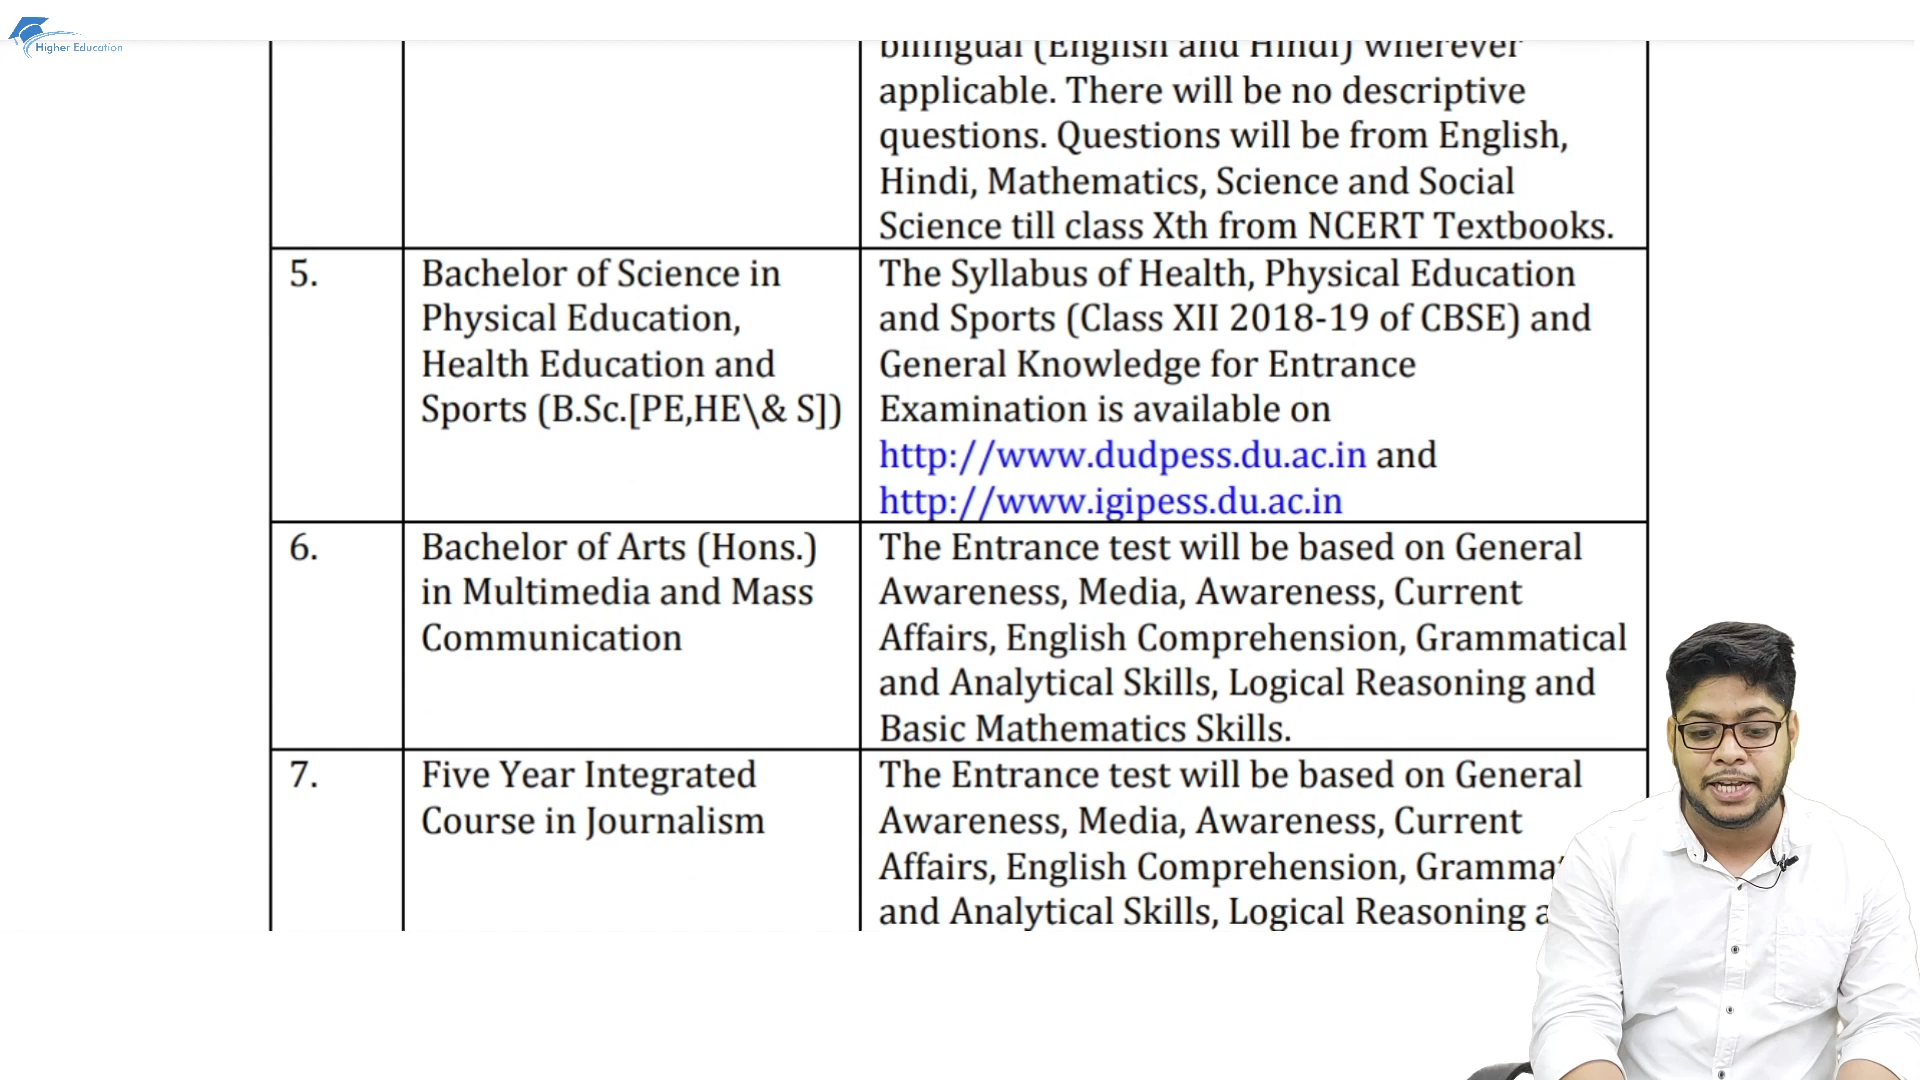 Higher Education
bilingual (English and Hindi) wherever
applicable. There will be no descriptive
questions. Questions will be from English,
Hindi, Mathematics, Science and Social
Science till class Xth from NCERT Textbooks.
5.
Bachelor of Science in
Physical Education,
Health Education and
Sports (B.Sc.[PE,HE\& S])
The Syllabus of Health, Physical Education
and Sports (Class XII 2018-19 of CBSE) and
General Knowledge for Entrance
Examination is available on
http://www.dudpess.du.ac.in and
http://www.igipess.du.ac.in
6.
Bachelor of Arts (Hons.)
in Multimedia and Mass
Communication
The Entrance test will be based on General
Awareness, Media, Awareness, Current
Affairs, English Comprehension, Grammatical
and Analytical Skills, Logical Reasoning and
Basic Mathematics Skills.
7.
Five Year Integrated
Course in Journalism
The Entrance test will be based on General
Awareness, Media, Awareness, Current
Affairs, English Comprehension,
and Analytical Skills, Logical Reasoning